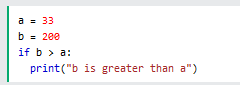 a = 33
b = 200
if b > a:
  print("b is greater than a")